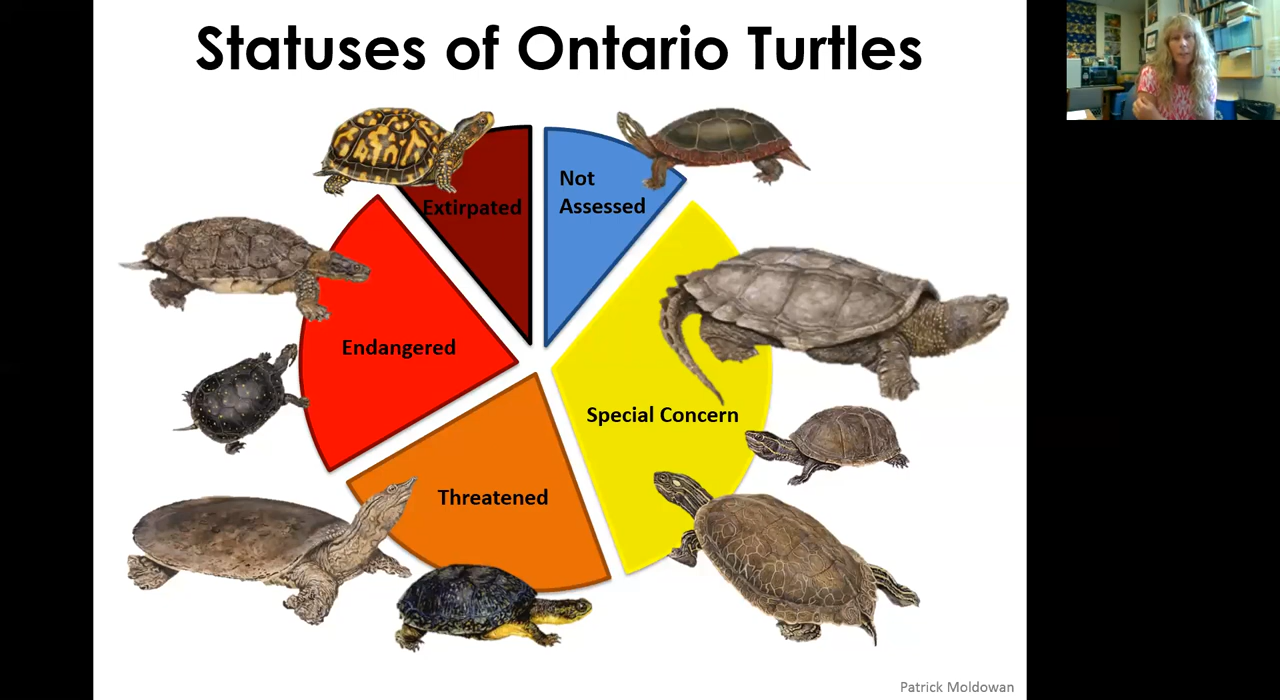 Statuses of Ontario Turtles
Not
Assessed
Extirpated
Endangered
Special Concern
Threatened
Patrick Moldowan